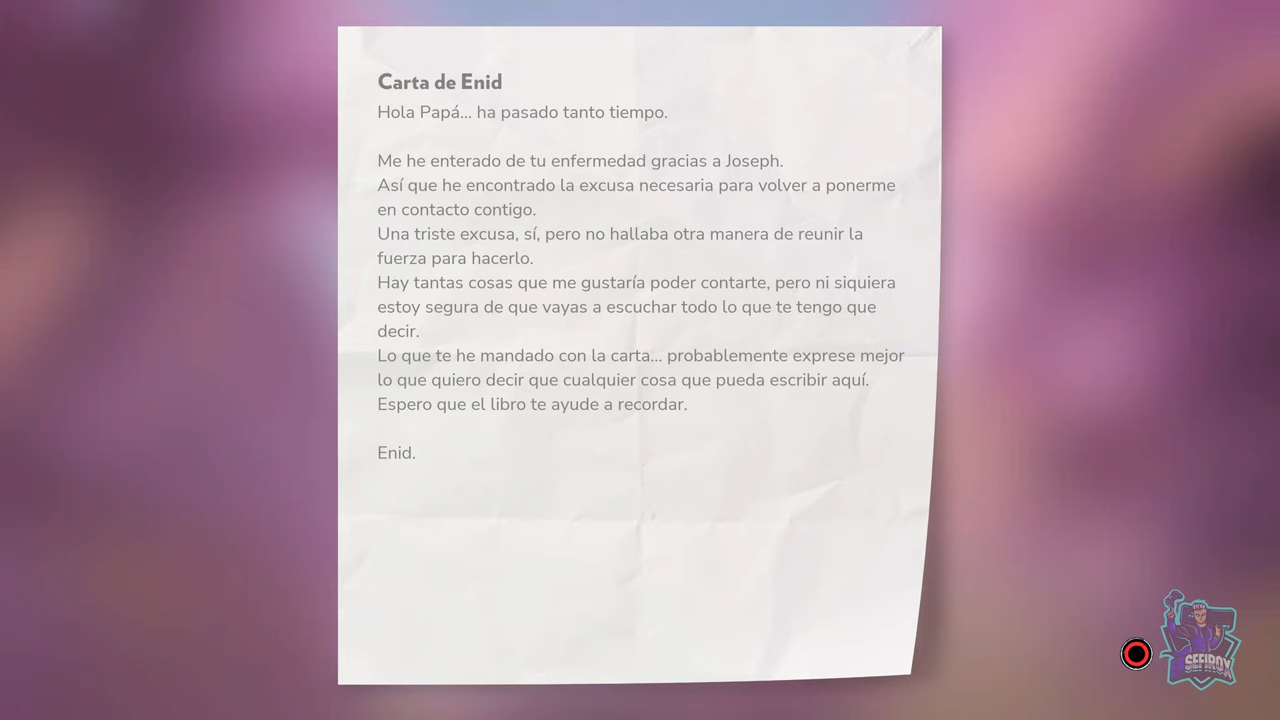 Carta de Enid
Hola Papá... ha pasado tanto tiempo.
Me he enterado de tu enfermedad gracias a Joseph.
Así que he encontrado la excusa necesaria para volver a ponerme
en contacto contigo.
Una triste excusa, sí, pero no hallaba otra manera de reunir la
fuerza para hacerlo.
Hay tantas cosas que me gustaría poder contarte, pero ni siquiera
estoy segura de que vayas a escuchar todo lo que te tengo que
decir.
Lo que te he mandado con la carta... probablemente exprese mejor
lo que quiero decir que cualquier cosa que pueda escribir aquí.
Espero que el libro te ayude a recordar.
Enid.
SEFIROX